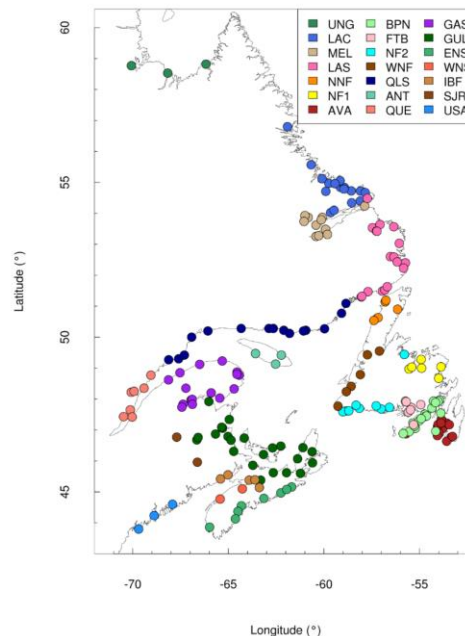 60
55
50
45
-70
-65
-60
-55
Latitude (°)
Longitude (°)
UNG BPN GAS
LAC FTB GUL
MEL NF2 ENS
LAS WNF
NNF QLS IBF
NF1 ANT SJR
AVA QUE USA